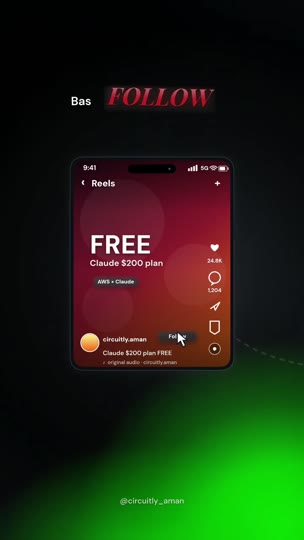 Bas FOLLOW
9:41 5G
Reels
FREE
Claude $200 plan
AWS × Claude
24.8K
1,204
circuitly.aman
Claude $200 plan FREE
♪ original audio · circuitly.aman
@circuitly_aman